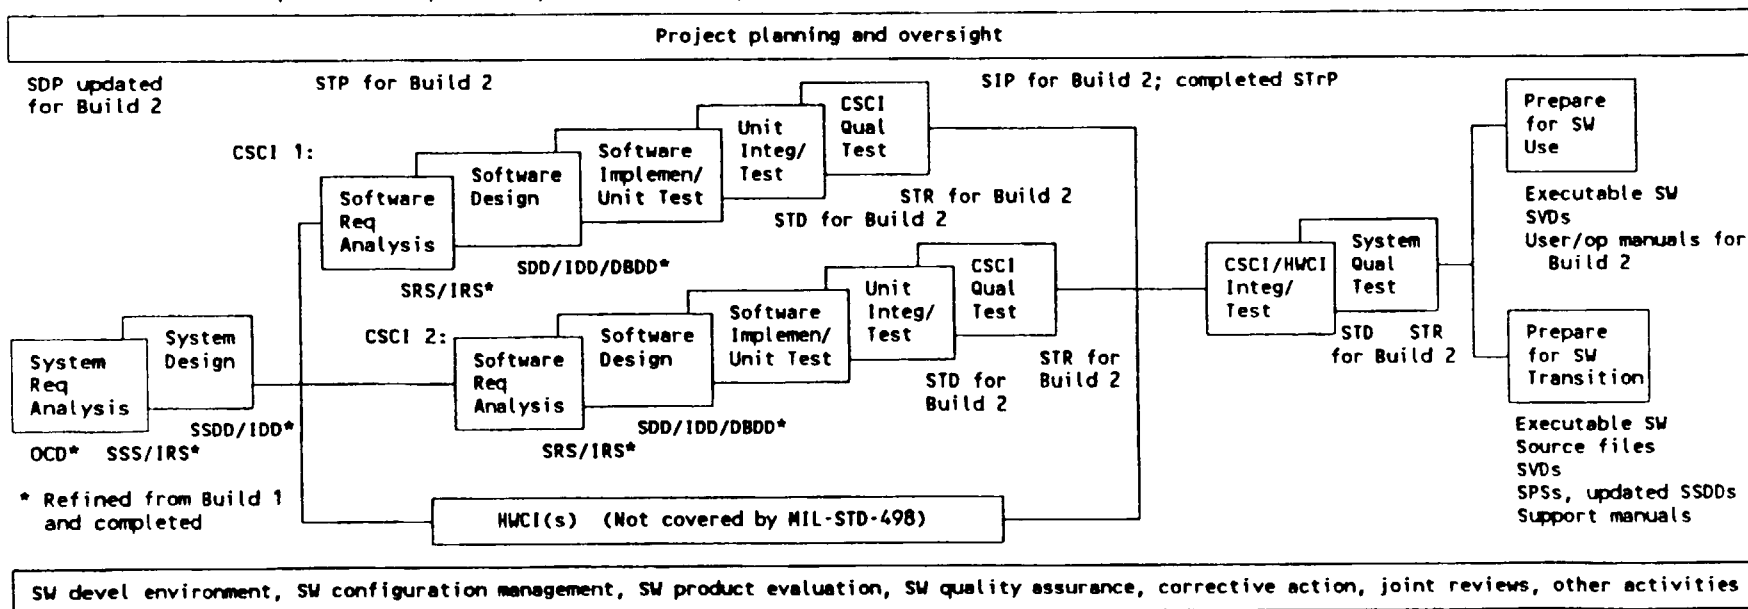 Project planning and oversight
SDP updated
for Build 2
STP for Build 2
SIP for Build 2; completed STrP
CSCI 1:
Software
Req
Analysis
Software
Design
Software
Implemen/
Unit Test
Unit
Integ/
Test
CSCI
Qual
Test
SRS/IRS*
SDD/IDD/DBDD*
STD for Build 2
STR for Build 2
System
Req
Analysis
System
Design
OCD* SSS/IRS*
SSDD/IDD*
CSCI 2:
Software
Req
Analysis
Software
Design
Software
Implemen/
Unit Test
Unit
Integ/
Test
CSCI
Qual
Test
SRS/IRS*
SDD/IDD/DBDD*
STD for
Build 2
STR for
Build 2
* Refined from Build 1
and completed
HWCI(s) (Not covered by MIL-STD-498)
CSCI/HWCI
Integ/
Test
System
Qual
Test
STD STR
for Build 2
Prepare
for SW
Use
Executable SW
SVDs
User/op manuals for
Build 2
Prepare
for SW
Transition
Executable SW
Source files
SVDs
SPSs, updated SSDDs
Support manuals
SW devel environment, SW configuration management, SW product evaluation, SW quality assurance, corrective action, joint reviews, other activities